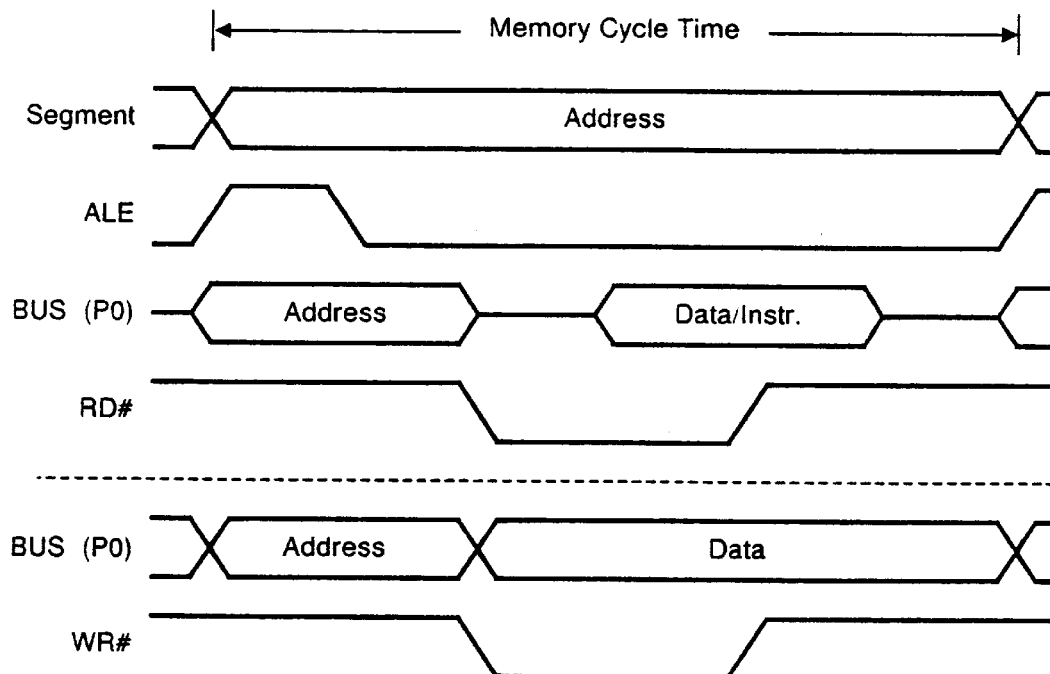 Memory Cycle Time
Segment Address
ALE
BUS (P0) Address Data/Instr.
RD#
BUS (P0) Address Data
WR#